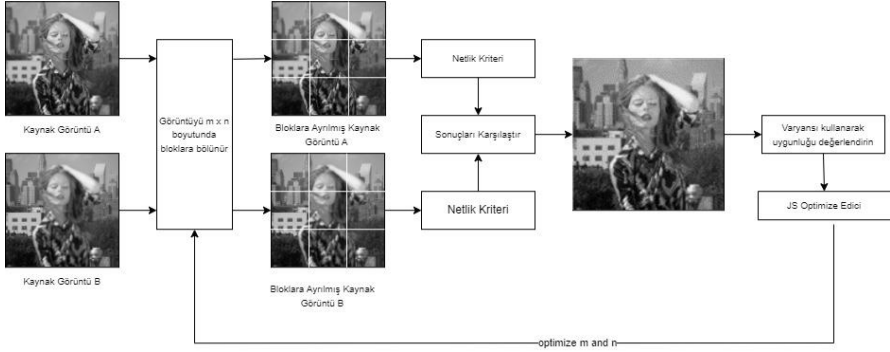 Kaynak Görüntü A
Kaynak Görüntü B
Görüntüyü m x n
boyutunda
bloklara bölünür
Bloklara Ayrılmış Kaynak
Görüntü A
Bloklara Ayrılmış Kaynak
Görüntü B
Netlik Kriteri
Sonuçları Karşılaştır
Netlik Kriteri
Varyansı kullanarak
uygunluğu değerlendirin
JS Optimize Edici
optimize m and n